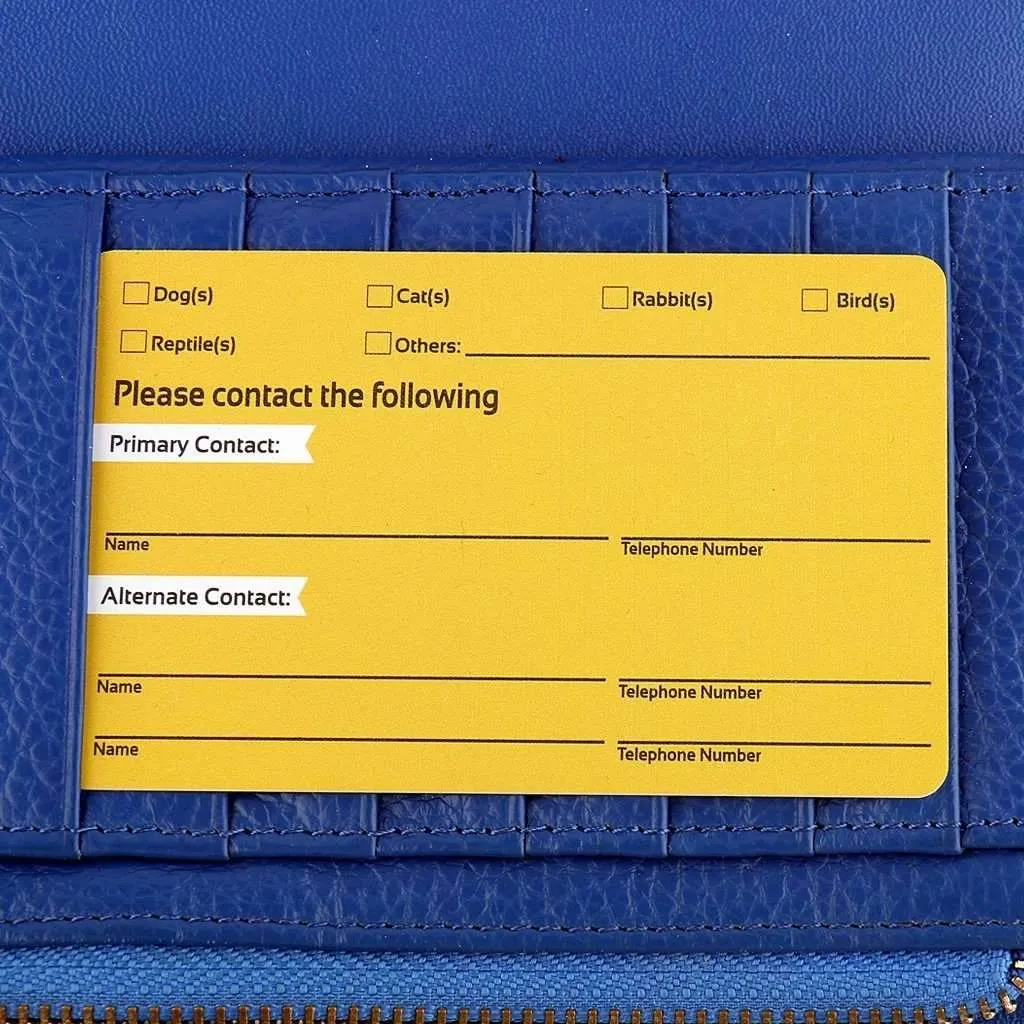 Dog(s) Cat(s) Rabbit(s) Bird(s)
Reptile(s) Others:
Please contact the following
Primary Contact:
Name Telephone Number
Alternate Contact:
Name Telephone Number
Name Telephone Number